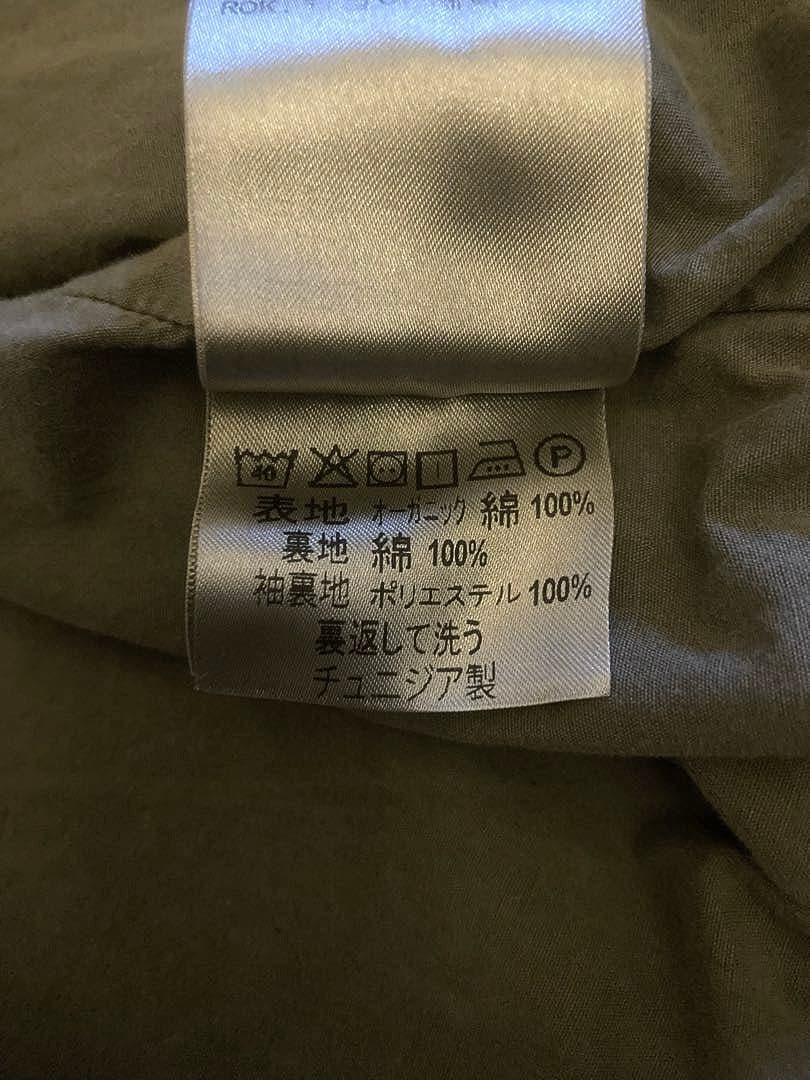 40 P
表地 オーガニック 綿 100%
裏地 綿 100%
袖裏地 ポリエステル 100%
裏返して洗う
チュニジア製